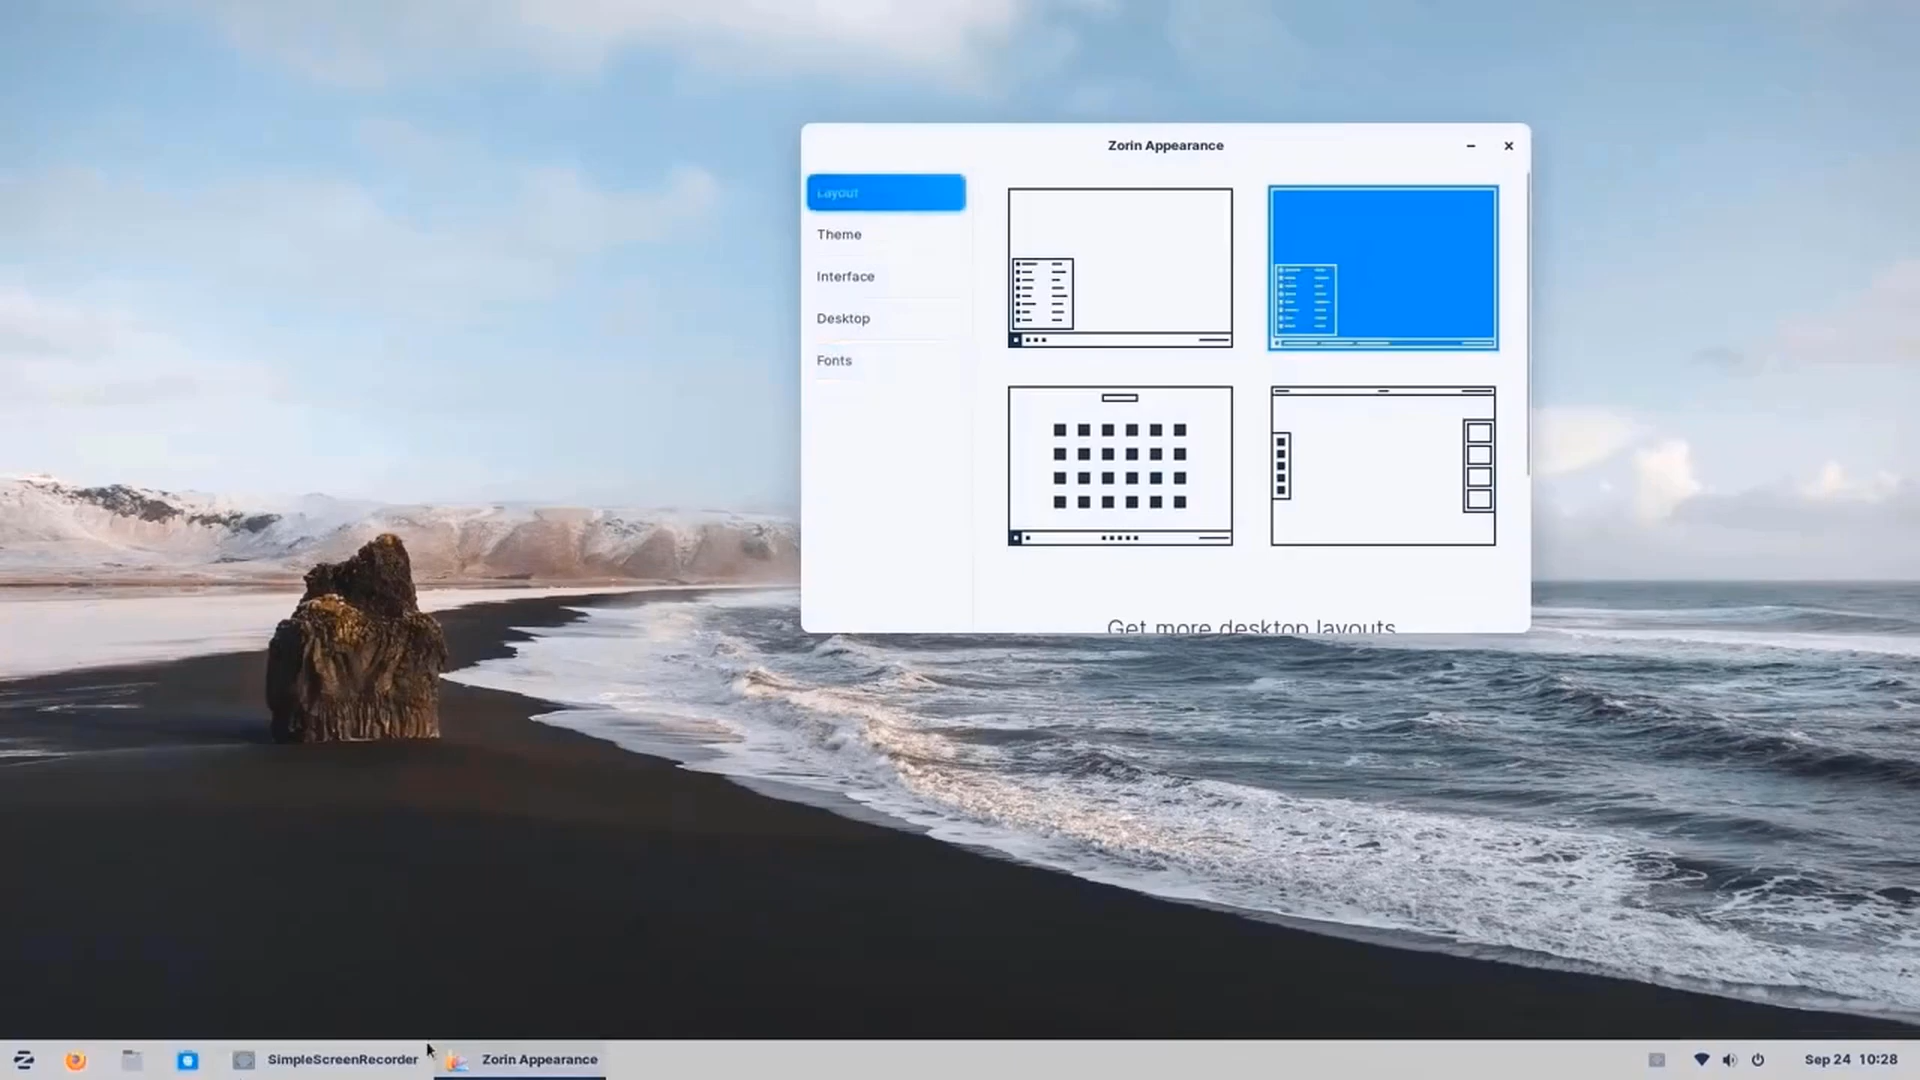 Zorin Appearance
Layout
Theme
Interface
Desktop
Fonts
Get more desktop layouts
SimpleScreenRecorder
Zorin Appearance
Sep 24 10:28